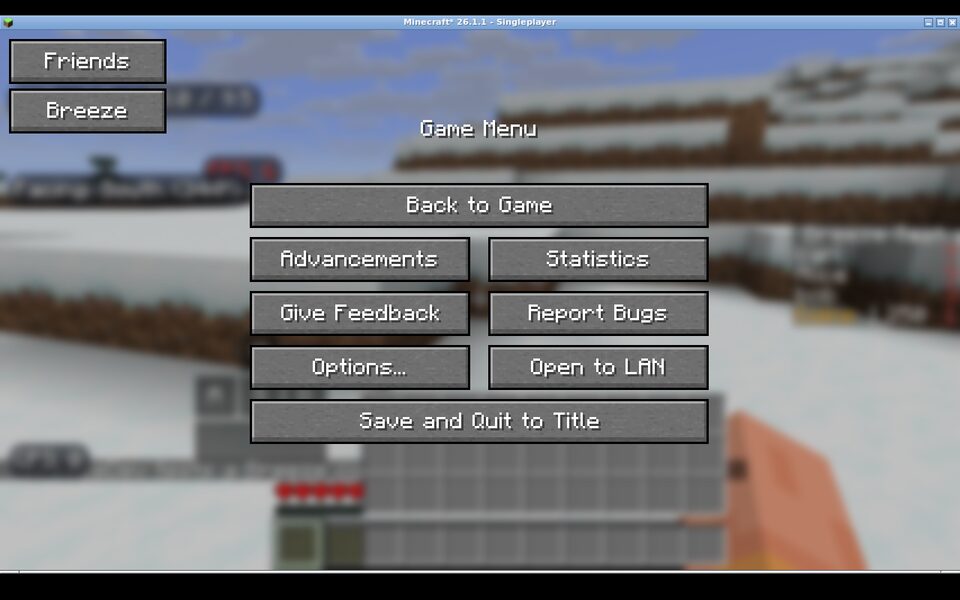 Minecraft* 26.1.1 - Singleplayer
Friends
Breeze
Game Menu
Back to Game
Advancements
Statistics
Give Feedback
Report Bugs
Options...
Open to LAN
Save and Quit to Title